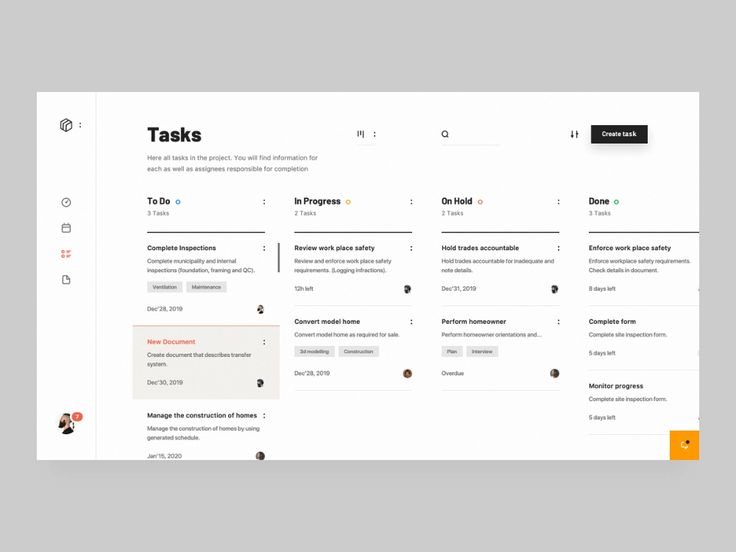 Tasks
Create task
Here all tasks in the project. You will find information for
each as well as assignees responsible for completion
To Do
3 Tasks
Complete Inspections
Complete municipality and internal
inspections (foundation, framing and QC).
Ventilation
Maintenance
Dec'28, 2019
New Document
Create document that describes transfer
system.
Dec'30, 2019
Manage the construction of homes
Manage the construction of homes by using
generated schedule.
Jan'15, 2020
In Progress
2 Tasks
Review work place safety
Review and enforce work place safety
requirements. (Logging infractions).
12h left
Convert model home
Convert model home as required for sale.
3d modelling
Construction
Dec'28, 2019
On Hold
2 Tasks
Hold trades accountable
Hold trades accountable for inadequate and
note details.
Dec'31, 2019
Perform homeowner
Perform homeowner orientations and...
Plan
Interview
Overdue
Done
3 Tasks
Enforce work place safety
Enforce workplace safety requirements.
Check details in document.
8 days left
Complete form
Complete site inspection form.
5 days left
Monitor progress
Complete site inspection form.
5 days left
7